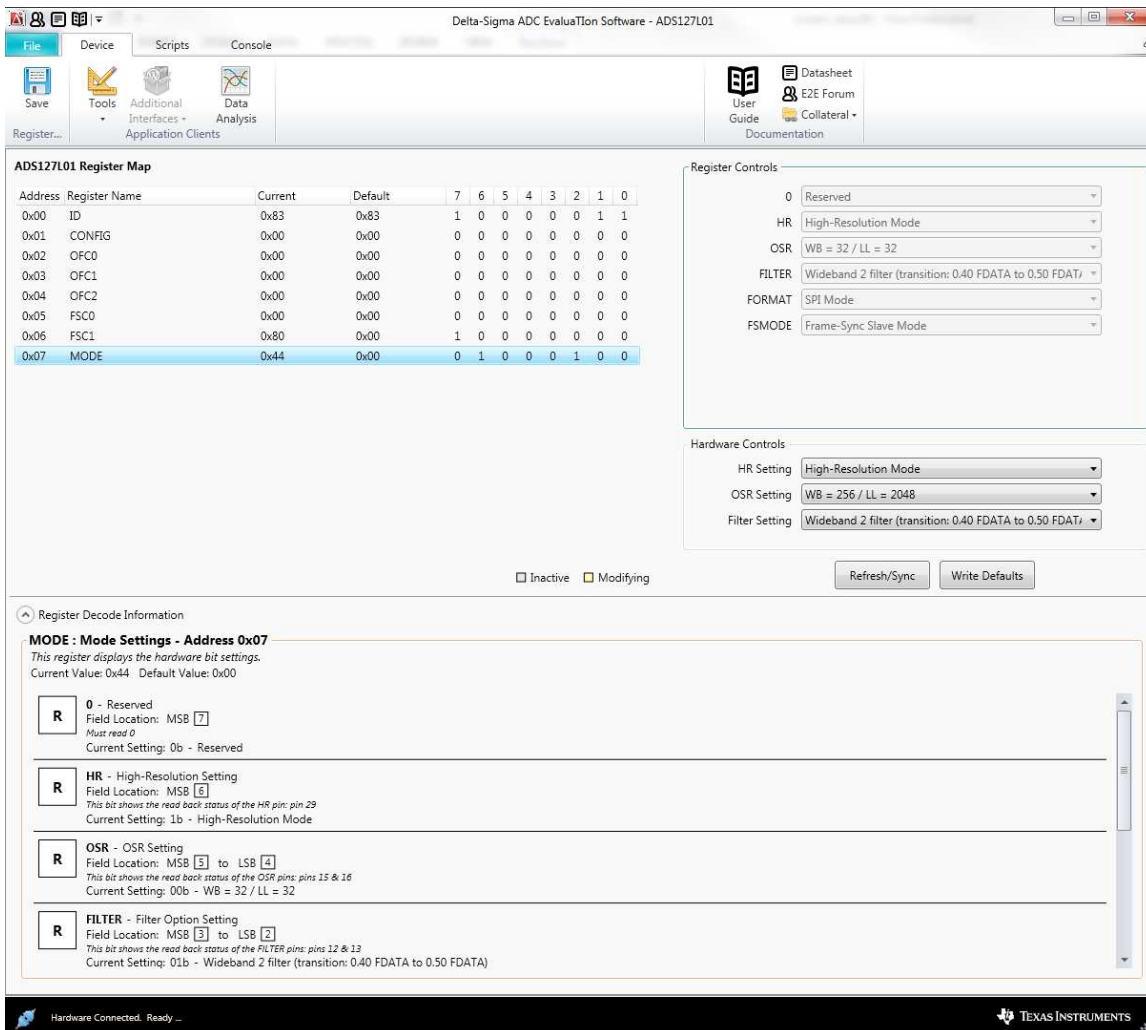 Delta-Sigma ADC EvaluaTIon Software - ADS127L01
File Device Scripts Console
Save
Tools
Additional Interfaces
Data Analysis
User Guide
Datasheet
E2E Forum
Collateral
Register...
Application Clients
Documentation
ADS127L01 Register Map
Address Register Name Current Default 7 6 5 4 3 2 1 0
0x00 ID 0x83 0x83 1 0 0 0 0 0 1 1
0x01 CONFIG 0x00 0x00 0 0 0 0 0 0 0 0
0x02 OFC0 0x00 0x00 0 0 0 0 0 0 0 0
0x03 OFC1 0x00 0x00 0 0 0 0 0 0 0 0
0x04 OFC2 0x00 0x00 0 0 0 0 0 0 0 0
0x05 FSC0 0x00 0x00 0 0 0 0 0 0 0 0
0x06 FSC1 0x80 0x00 1 0 0 0 0 0 0 0
0x07 MODE 0x44 0x00 0 1 0 0 0 1 0 0
Register Controls
0 Reserved
HR High-Resolution Mode
OSR WB = 32 / LL = 32
FILTER Wideband 2 filter (transition: 0.40 FDATA to 0.50 FDAT
FORMAT SPI Mode
FSMODE Frame-Sync Slave Mode
Hardware Controls
HR Setting High-Resolution Mode
OSR Setting WB = 256 / LL = 2048
Filter Setting Wideband 2 filter (transition: 0.40 FDATA to 0.50 FDAT
Inactive Modifying
Refresh/Sync Write Defaults
Register Decode Information
MODE : Mode Settings - Address 0x07
This register displays the hardware bit settings.
Current Value: 0x44 Default Value: 0x00
R
0 - Reserved
Field Location: MSB 7
Must read 0
Current Setting: 0b - Reserved
R
HR - High-Resolution Setting
Field Location: MSB 6
This bit shows the read back status of the HR pin: pin 29
Current Setting: 1b - High-Resolution Mode
R
OSR - OSR Setting
Field Location: MSB 5 to LSB 4
This bit shows the read back status of the OSR pins: pins 15 & 16
Current Setting: 00b - WB = 32 / LL = 32
R
FILTER - Filter Option Setting
Field Location: MSB 3 to LSB 2
This bit shows the read back status of the FILTER pins: pins 12 & 13
Current Setting: 01b - Wideband 2 filter (transition: 0.40 FDATA to 0.50 FDATA)
Hardware Connected. Ready ...
TEXAS INSTRUMENTS